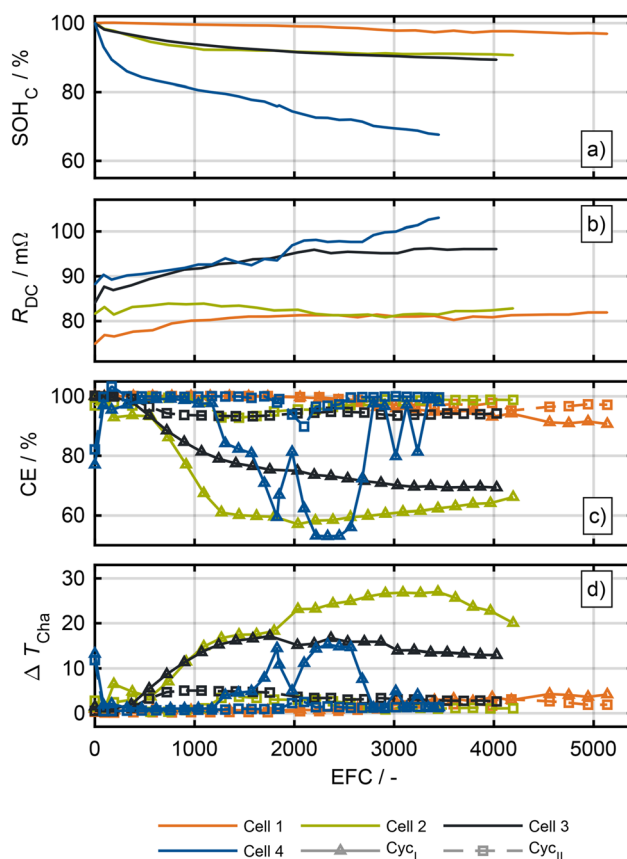 100
80
60
SOH_C / %
a)
100
90
80
R_DC / mΩ
b)
100
80
60
CE / %
c)
30
20
10
0
Δ T_Cha
d)
0 1000 2000 3000 4000 5000
EFC / -
Cell 1 Cell 2 Cell 3
Cell 4 Cyc_I Cyc_II